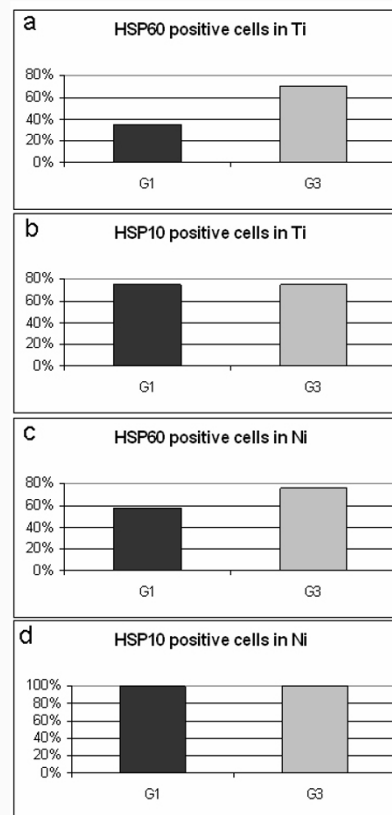 a
HSP60 positive cells in Ti
80%
60%
40%
20%
0%
G1 G3
b
HSP10 positive cells in Ti
80%
60%
40%
20%
0%
G1 G3
c
HSP60 positive cells in Ni
80%
60%
40%
20%
0%
G1 G3
d
HSP10 positive cells in Ni
100%
80%
60%
40%
20%
0%
G1 G3